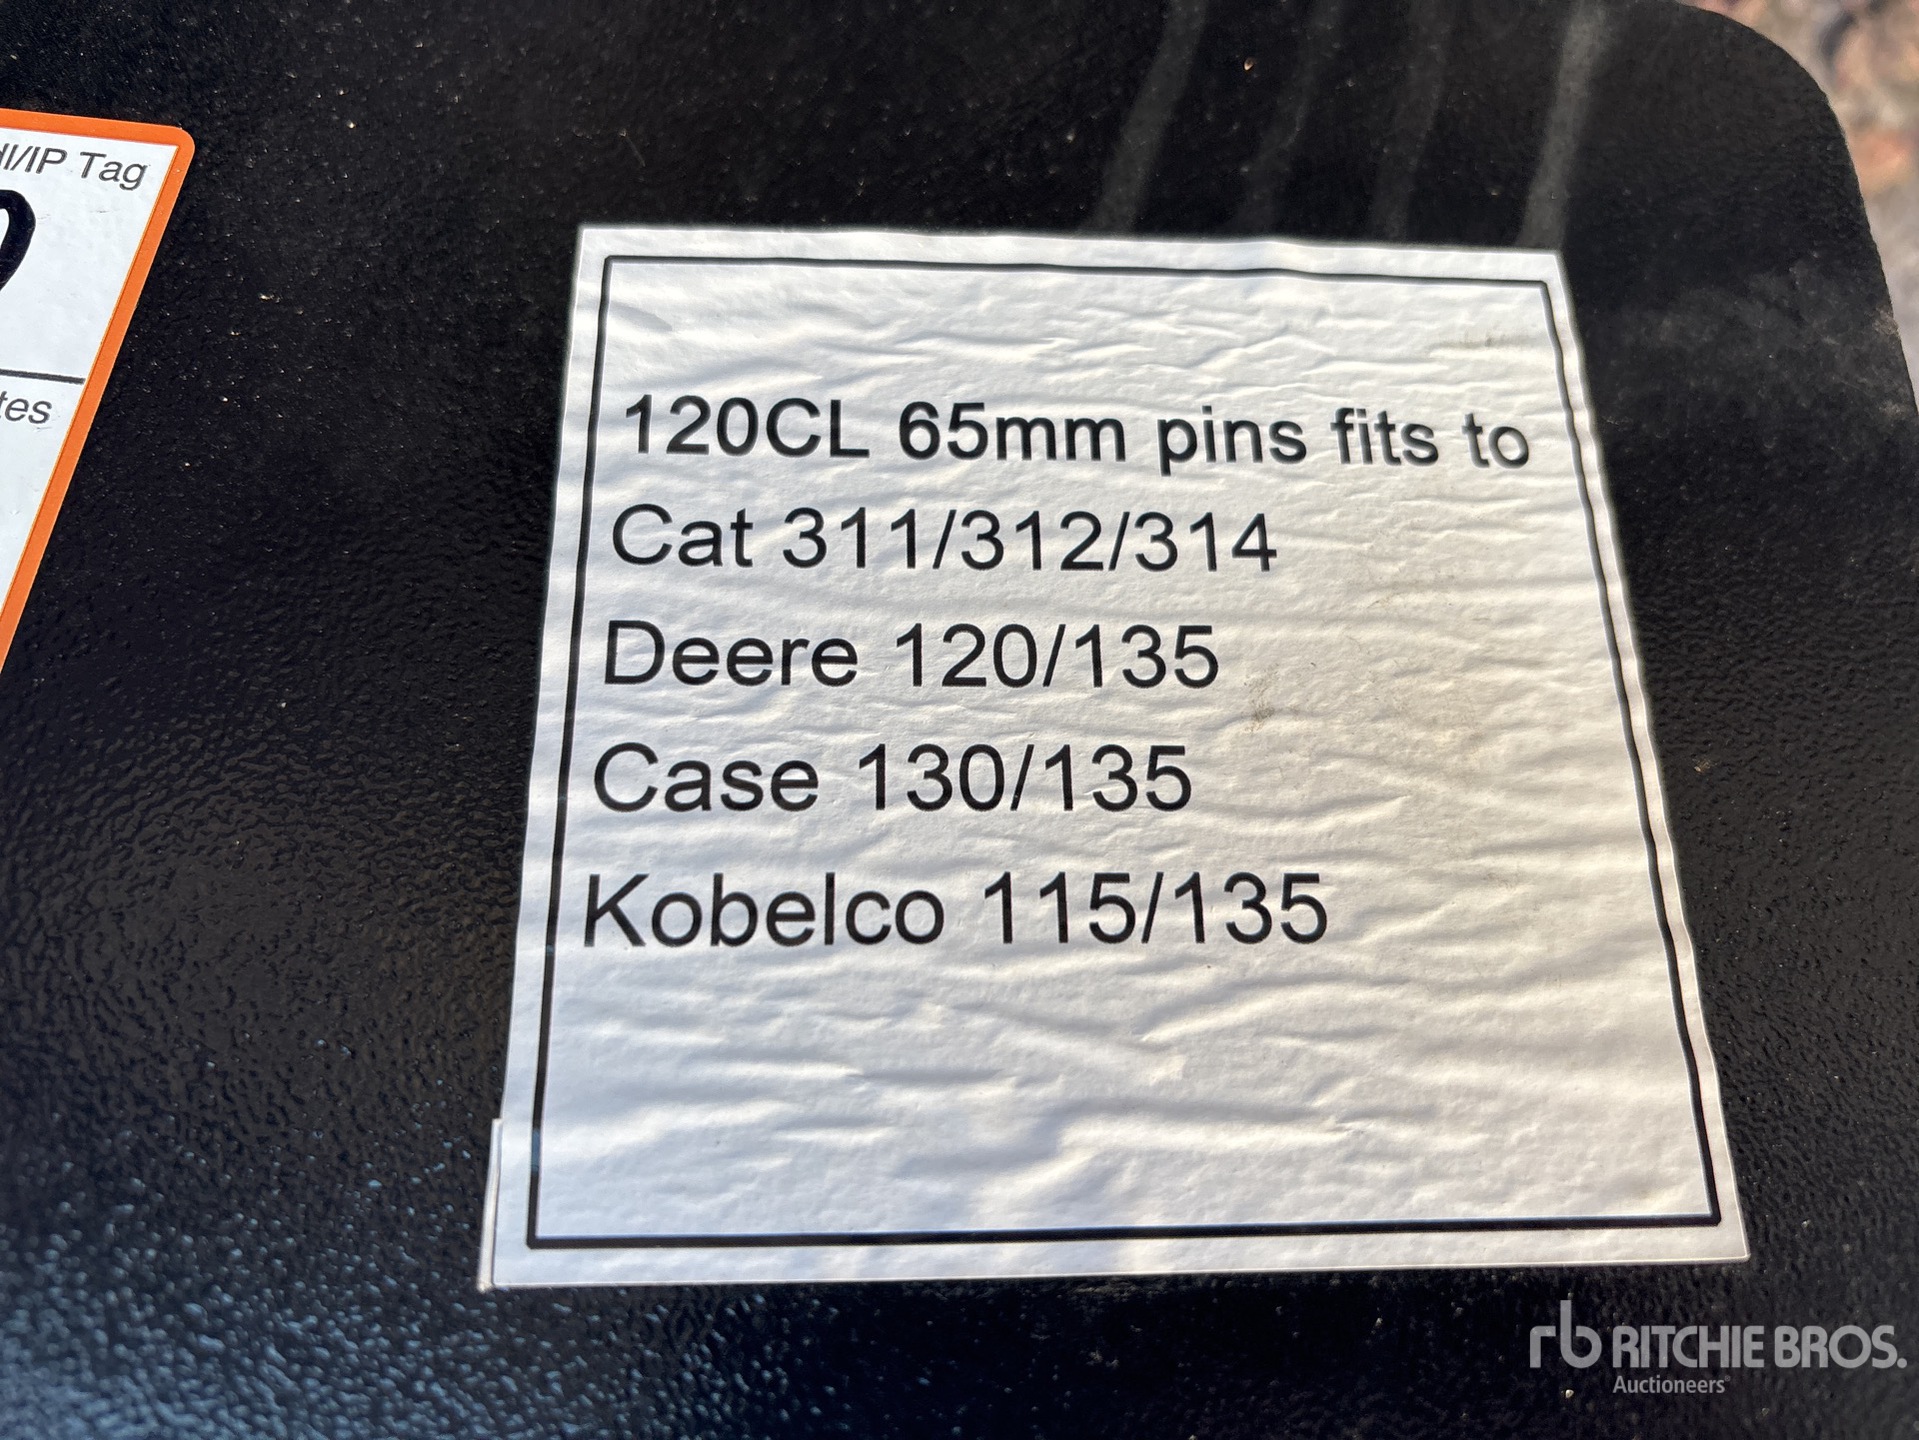 /IP Tag
120CL 65mm pins fits to
Cat 311/312/314
Deere 120/135
Case 130/135
Kobelco 115/135
rb RITCHIE BROS.
Auctioneers